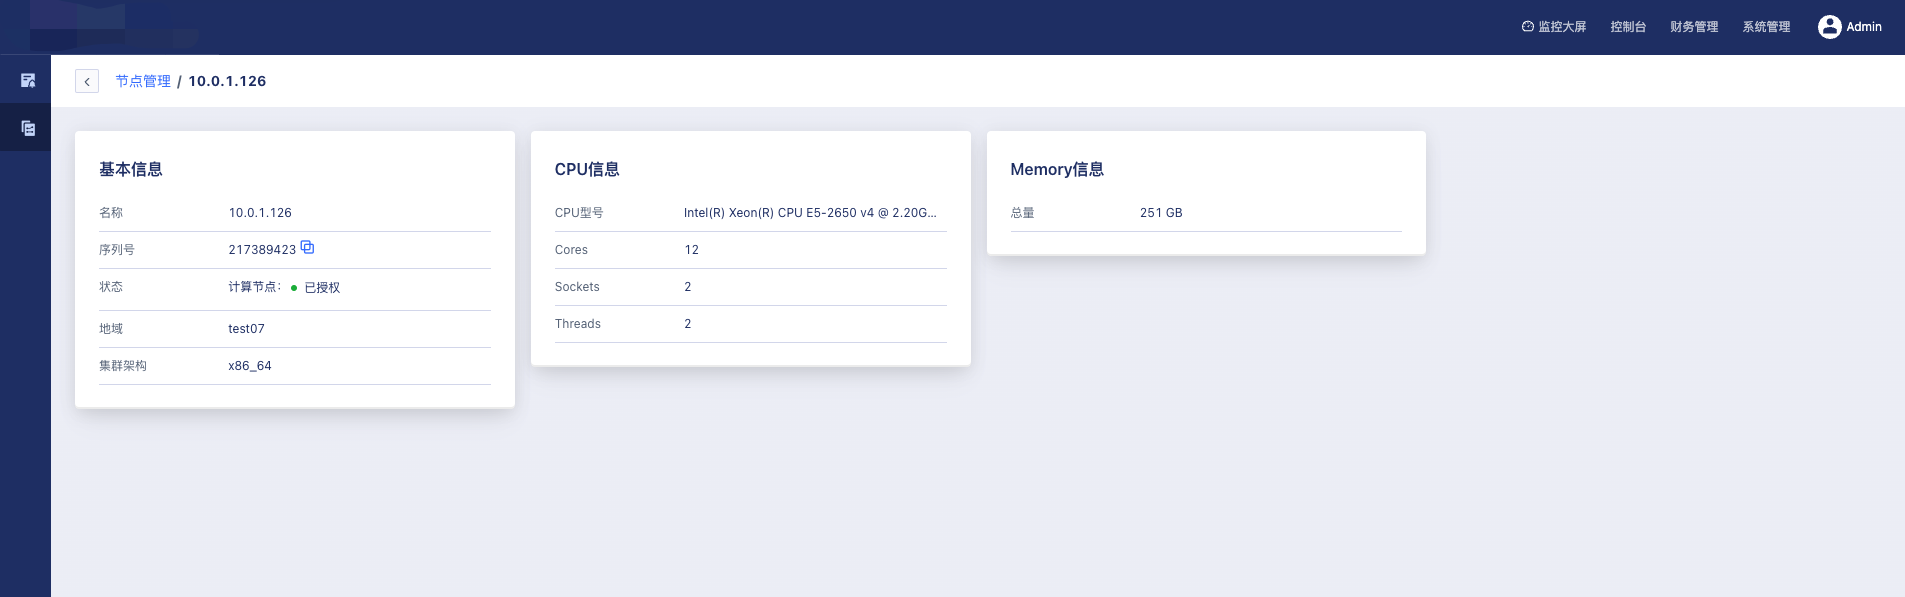 监控大屏 控制台 财务管理 系统管理 Admin
节点管理 / 10.0.1.126
基本信息
名称 10.0.1.126
序列号 217389423
状态 计算节点： 已授权
地域 test07
集群架构 x86_64
CPU信息
CPU型号 Intel(R) Xeon(R) CPU E5-2650 v4 @ 2.20G...
Cores 12
Sockets 2
Threads 2
Memory信息
总量 251 GB